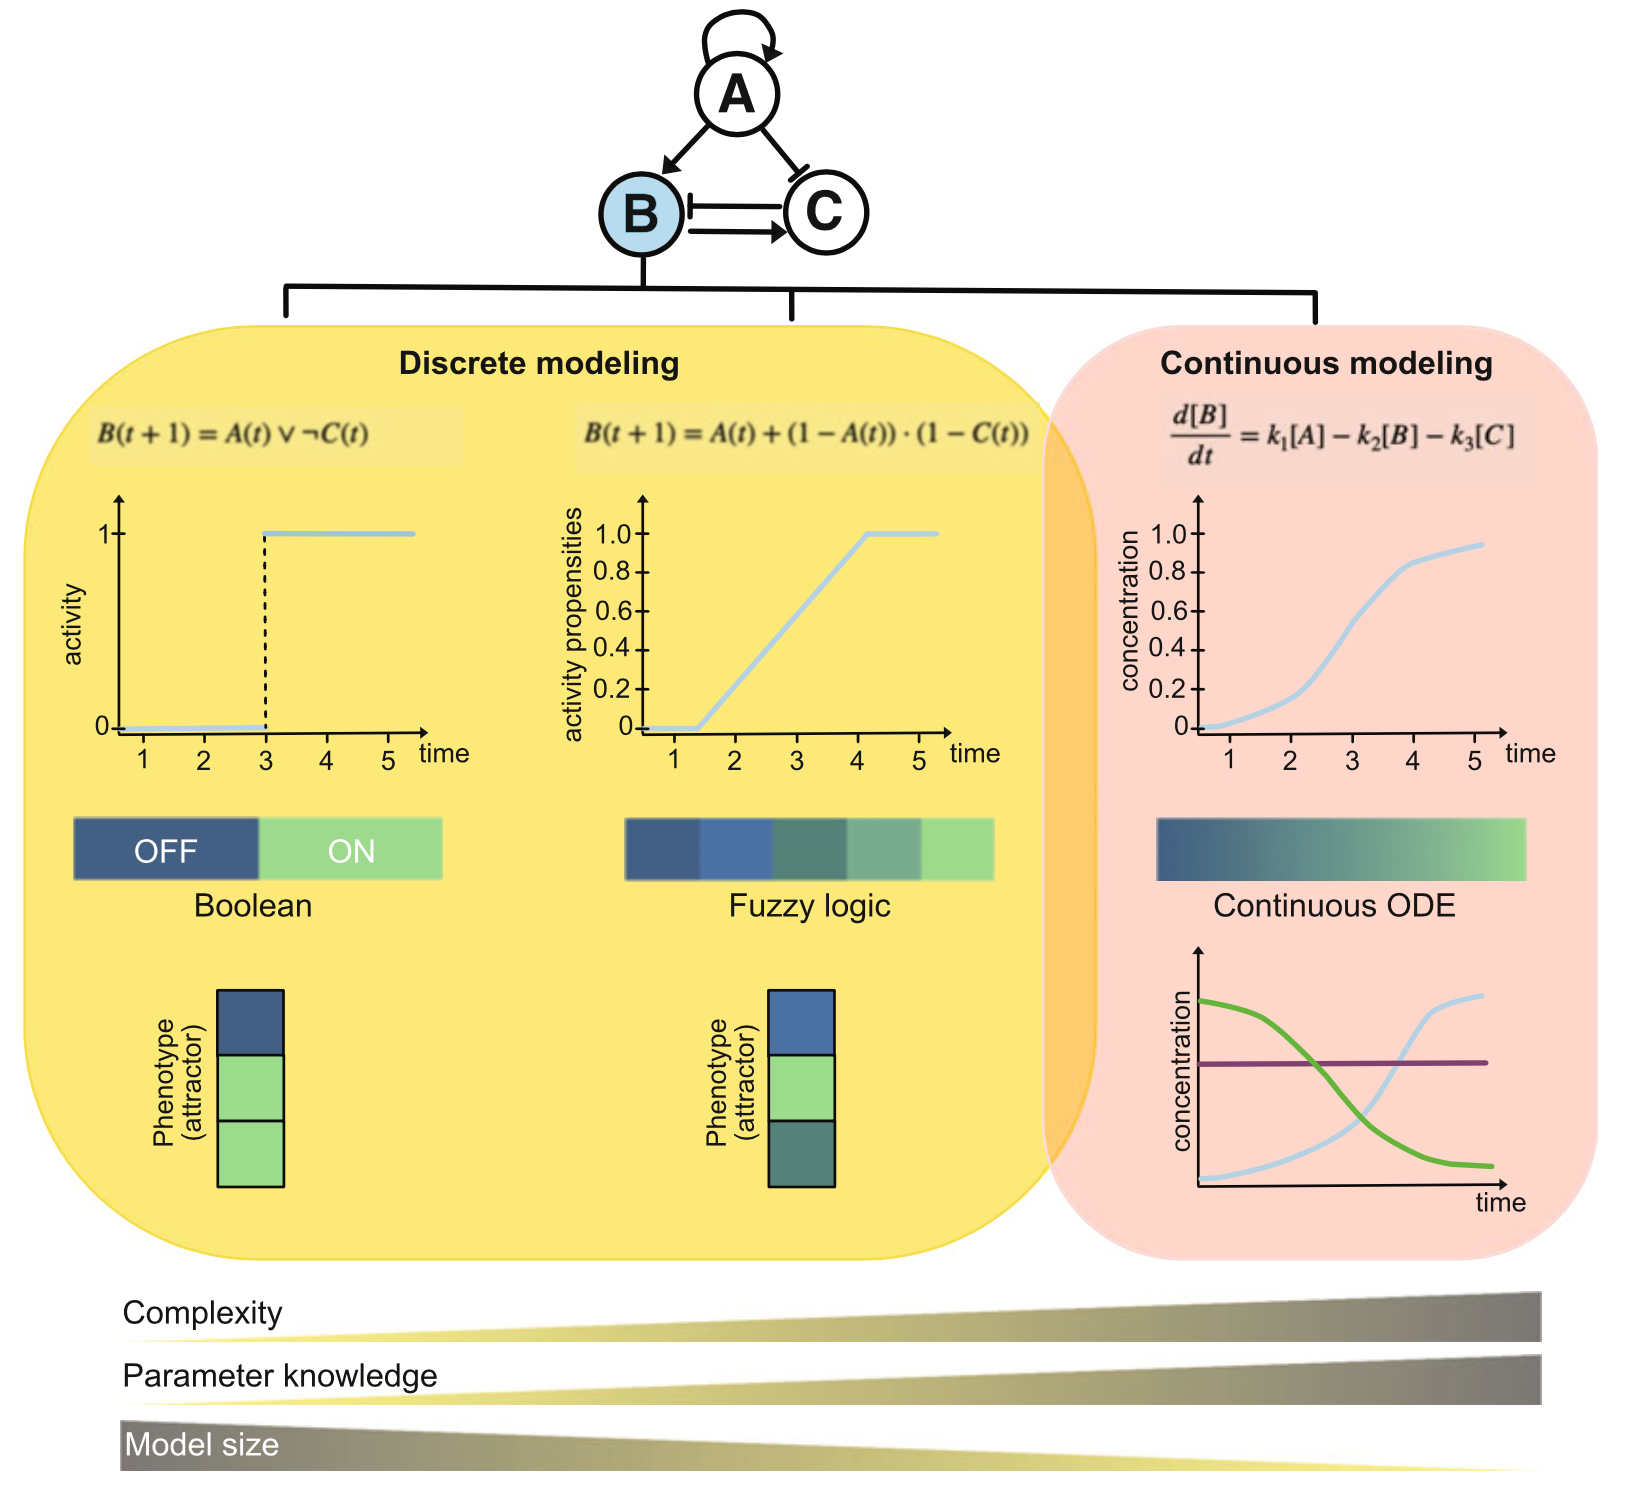 A
B
C
Discrete modeling
Continuous modeling
B(t + 1) = A(t) ∨ ¬C(t)
B(t + 1) = A(t) + (1 − A(t)) · (1 − C(t))
d[B]
dt
= k₁[A] − k₂[B] − k₃[C]
activity
1
0
1 2 3 4 5
time
activity propensities
1.0
0.8
0.6
0.4
0.2
0
1 2 3 4 5
time
concentration
1.0
0.8
0.6
0.4
0.2
0
1 2 3 4 5
time
OFF ON
Boolean
Fuzzy logic
Continuous ODE
Phenotype
(attractor)
Phenotype
(attractor)
concentration
time
Complexity
Parameter knowledge
Model size